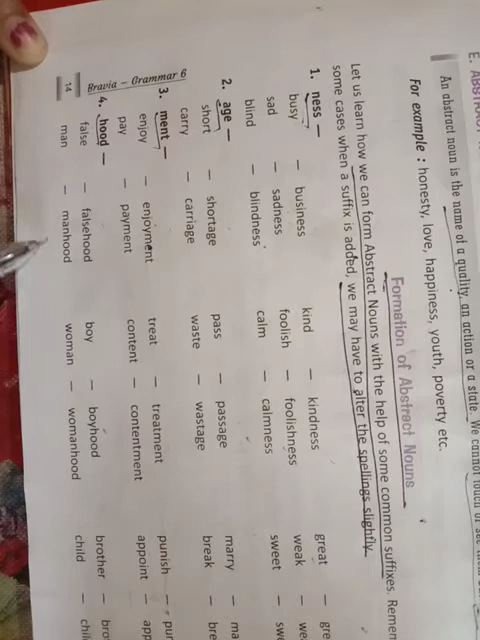 E. ABSTRACT
An abstract noun is the name of a quality, an action or a state. We cannot touch or see them
For example : honesty, love, happiness, youth, poverty etc.
Formation of Abstract Nouns
Let us learn how we can form Abstract Nouns with the help of some common suffixes. Remem
some cases when a suffix is added, we may have to alter the spellings slightly.
1. ness —
busy — business kind — kindness great — gre
sad — sadness foolish — foolishness weak — we
blind — blindness calm — calmness sweet — swe
2. age —
short — shortage pass — passage marry — ma
carry — carriage waste — wastage break — bre
3. ment —
enjoy — enjoyment treat — treatment punish — pun
pay — payment content — contentment appoint — app
4. hood —
false — falsehood boy — boyhood brother — bro
man — manhood woman — womanhood child — chil
14 Bravia – Grammar 6